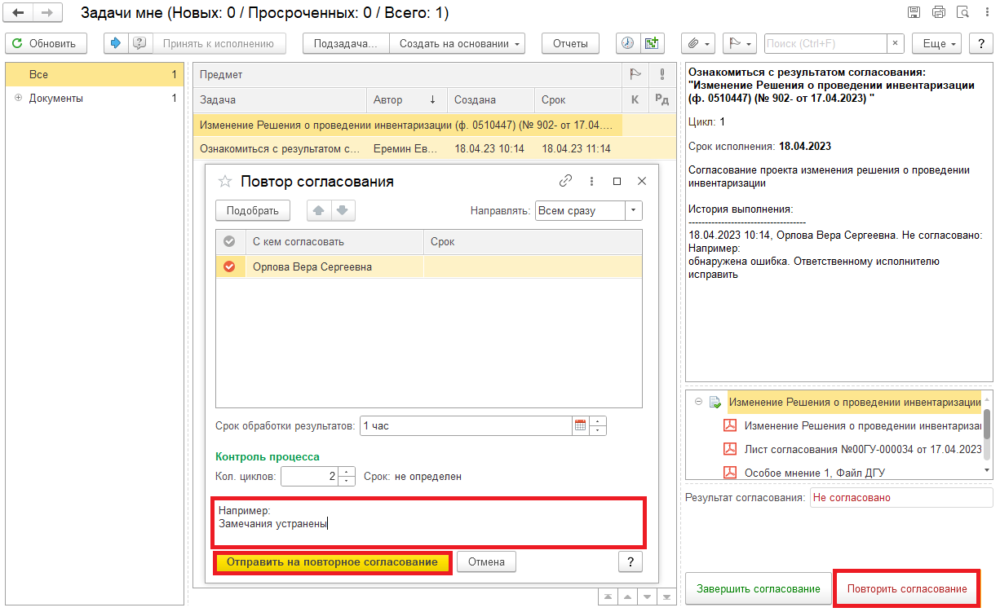 Задачи мне (Новых: 0 / Просроченных: 0 / Всего: 1)
Обновить
Принять к исполнению
Подзадача...
Создать на основании
Отчеты
Поиск (Ctrl+F)
×
Еще
?
Все 1
Документы 1
Предмет
Задача Автор ↓ Создана Срок К Рд
Изменение Решения о проведении инвентаризации (ф. 0510447) (№ 902- от 17.04....
Ознакомиться с результатом с... Еремин Ев... 18.04.23 10:14 18.04.23 11:14
Повтор согласования
Подобрать
Направлять: Всем сразу
С кем согласовать Срок
Орлова Вера Сергеевна
Срок обработки результатов: 1 час
Контроль процесса
Кол. циклов: 2 Срок: не определен
Например:
Замечания устранены
Отправить на повторное согласование
Отмена
?
Ознакомиться с результатом согласования:
"Изменение Решения о проведении инвентаризации
(ф. 0510447) (№ 902- от 17.04.2023) "
Цикл: 1
Срок исполнения: 18.04.2023
Согласование проекта изменения решения о проведении
инвентаризации
История выполнения:
------------------------------------
18.04.2023 10:14, Орлова Вера Сергеевна. Не согласовано:
Например:
обнаружена ошибка. Ответственному исполнителю
исправить
Изменение Решения о проведении инвентаризации
Изменение Решения о проведении инвентариза
Лист согласования №00ГУ-000034 от 17.04.2023
Особое мнение 1, Файл ДГУ
Результат согласования: Не согласовано
Завершить согласование
Повторить согласование